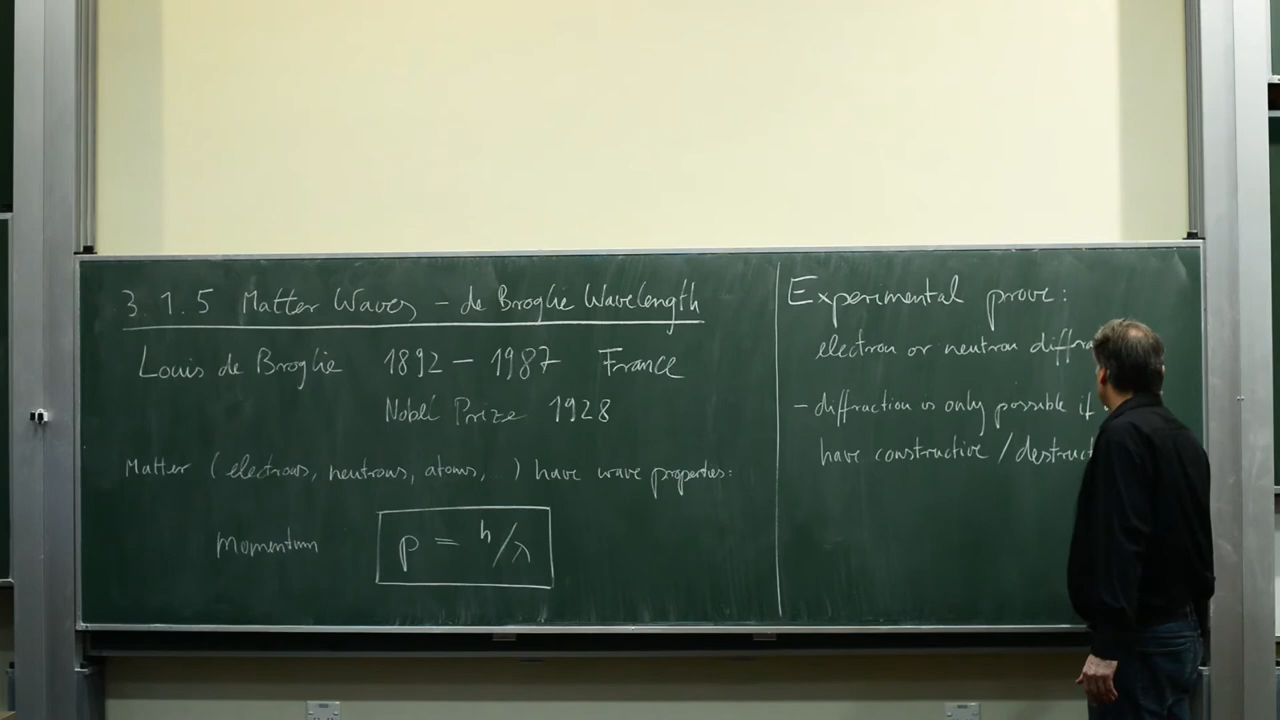 3.1.5 Matter Waves – de Broglie Wavelength
Louis de Broglie 1892 – 1987 France
Nobel Prize 1928
Matter (electrons, neutrons, atoms, ...) have wave properties:
Momentum p = h/λ
Experimental prove:
electron or neutron diffra
– diffraction is only possible if
have constructive / destruct